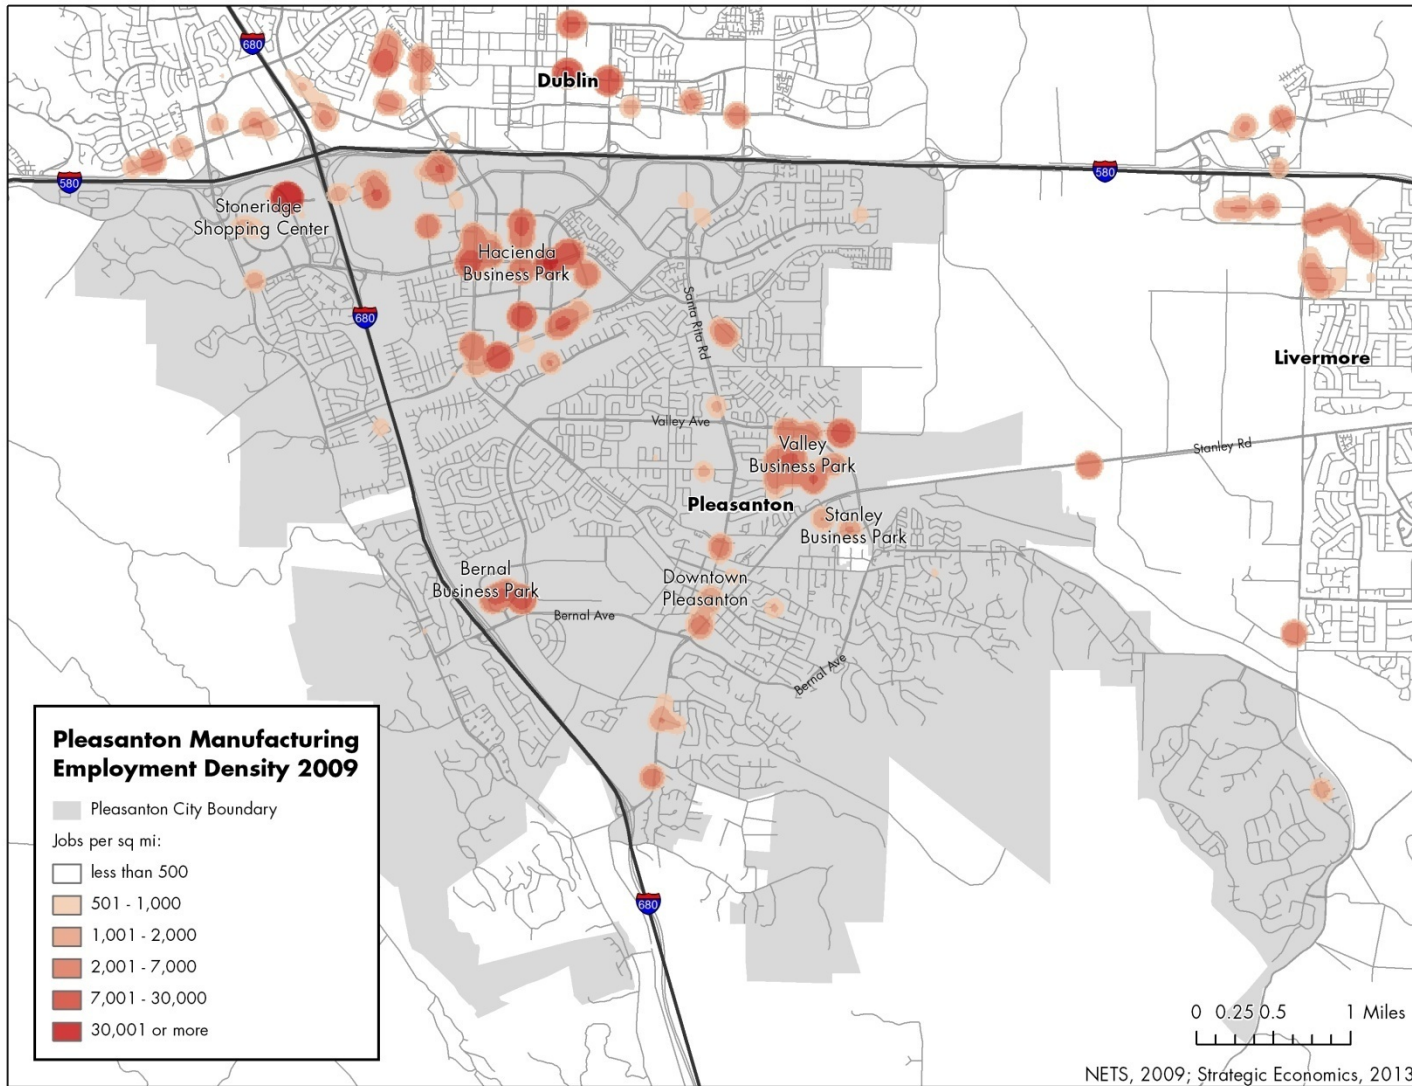 680
Dublin
580
580
Stoneridge
Shopping Center
Hacienda
Business Park
680
Santa Rita Rd
Livermore
Valley Ave
Valley
Business Park
Stanley Rd
Pleasanton
Stanley
Business Park
Bernal
Business Park
Downtown
Pleasanton
Bernal Ave
Bernal Ave
680
Pleasanton Manufacturing
Employment Density 2009
Pleasanton City Boundary
Jobs per sq mi:
less than 500
501 - 1,000
1,001 - 2,000
2,001 - 7,000
7,001 - 30,000
30,001 or more
0 0.25 0.5 1 Miles
NETS, 2009; Strategic Economics, 2013